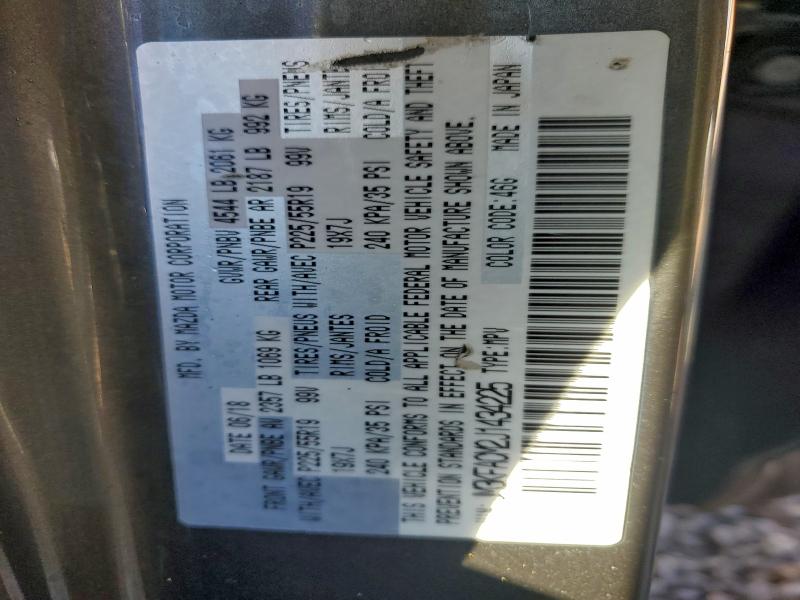 MFD. BY MAZDA MOTOR CORPORATION
DATE 06/18 GVWR/PNBV 4544 LB 2061 KG
FRONT GAWR/PNBE AV 2357 LB 1069 KG REAR GAWR/PNBE AR 2187 LB 992 KG
WITH/AVEC P225/55R19 99V TIRES/PNEUS WITH/AVEC P225/55R19 99V TIRES/PNEUS
19X7J RIMS/JANTES 19X7J RIMS/JANTES
240 KPA/35 PSI COLD/A FROID 240 KPA/35 PSI COLD/A FROI
THIS VEHICLE CONFORMS TO ALL APPLICABLE FEDERAL MOTOR VEHICLE SAFETY AND THEFT
PREVENTION STANDARDS IN EFFECT ON THE DATE OF MANUFACTURE SHOWN ABOVE.
TYPE:MPV COLOR CODE:46G MADE IN JAPAN